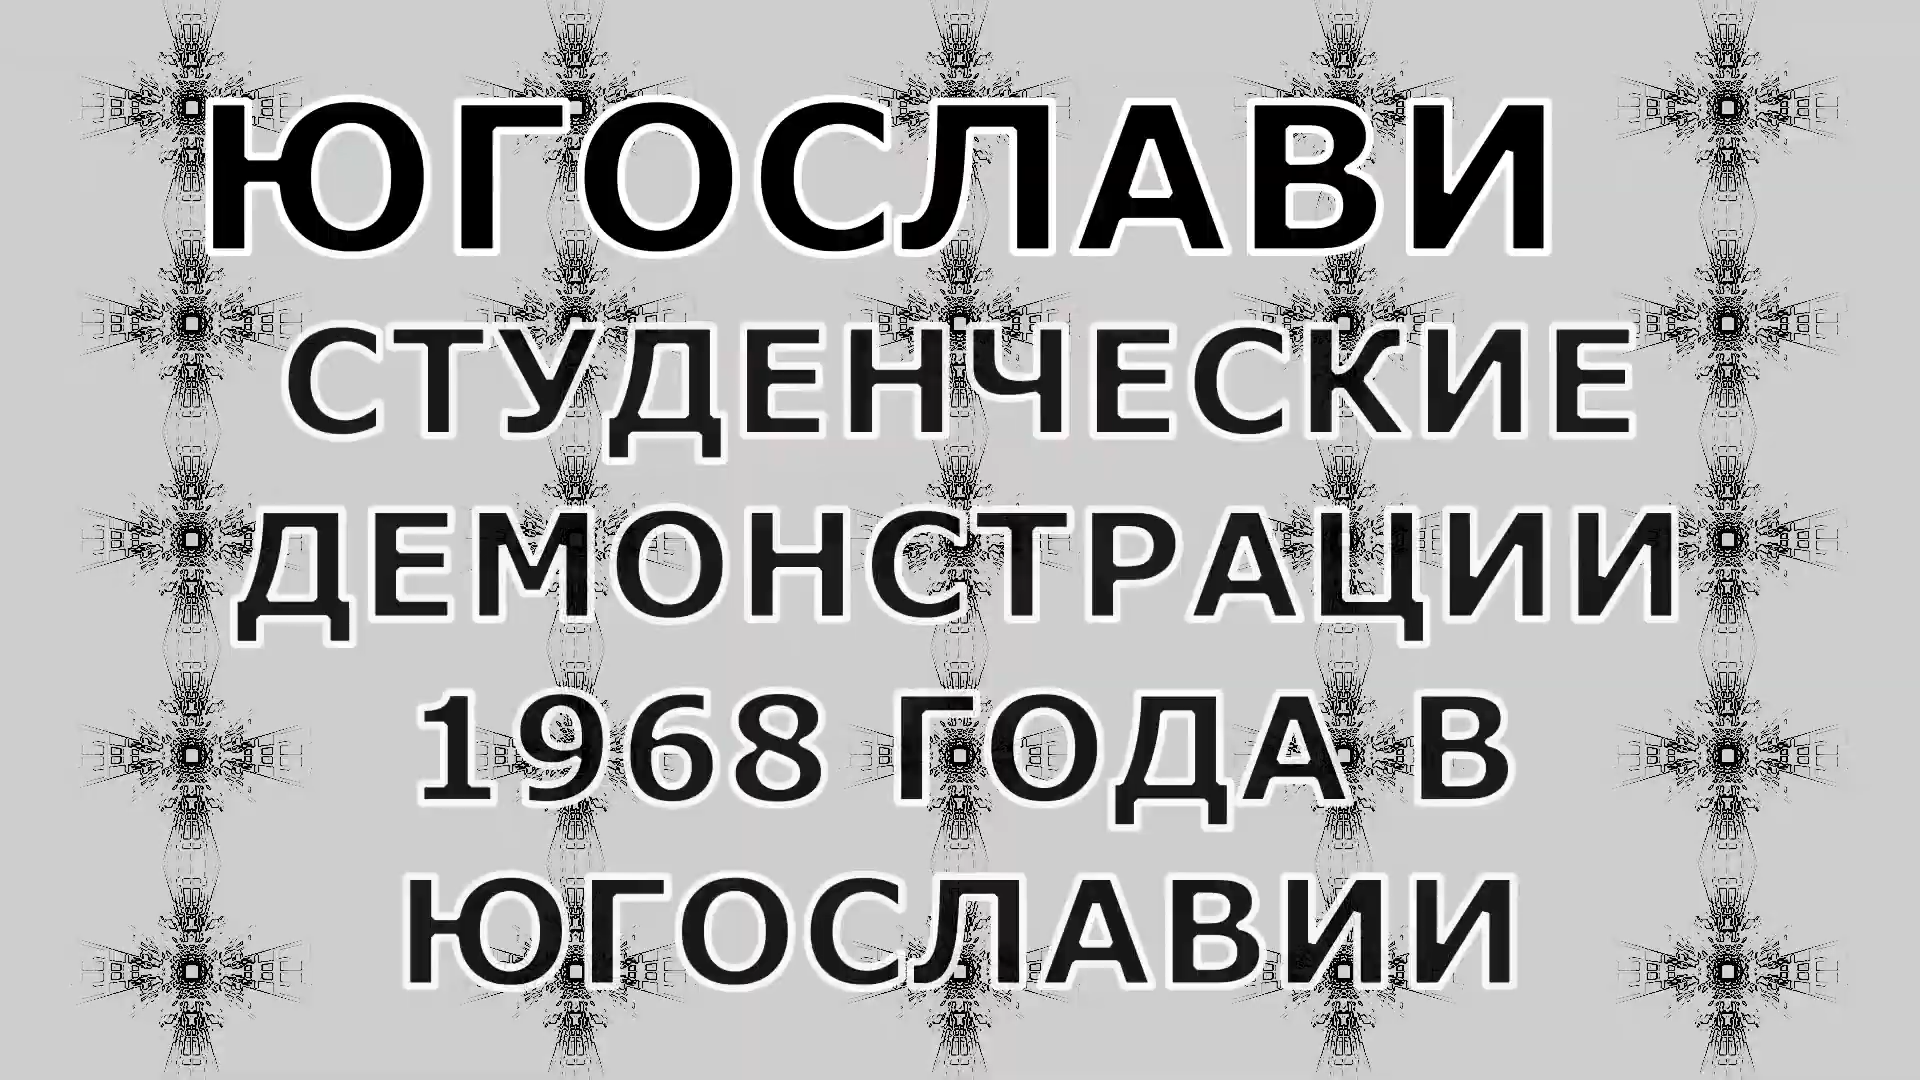 ЮГОСЛАВИ
СТУДЕНЧЕСКИЕ
ДЕМОНСТРАЦИИ
1968 ГОДА В
ЮГОСЛАВИИ